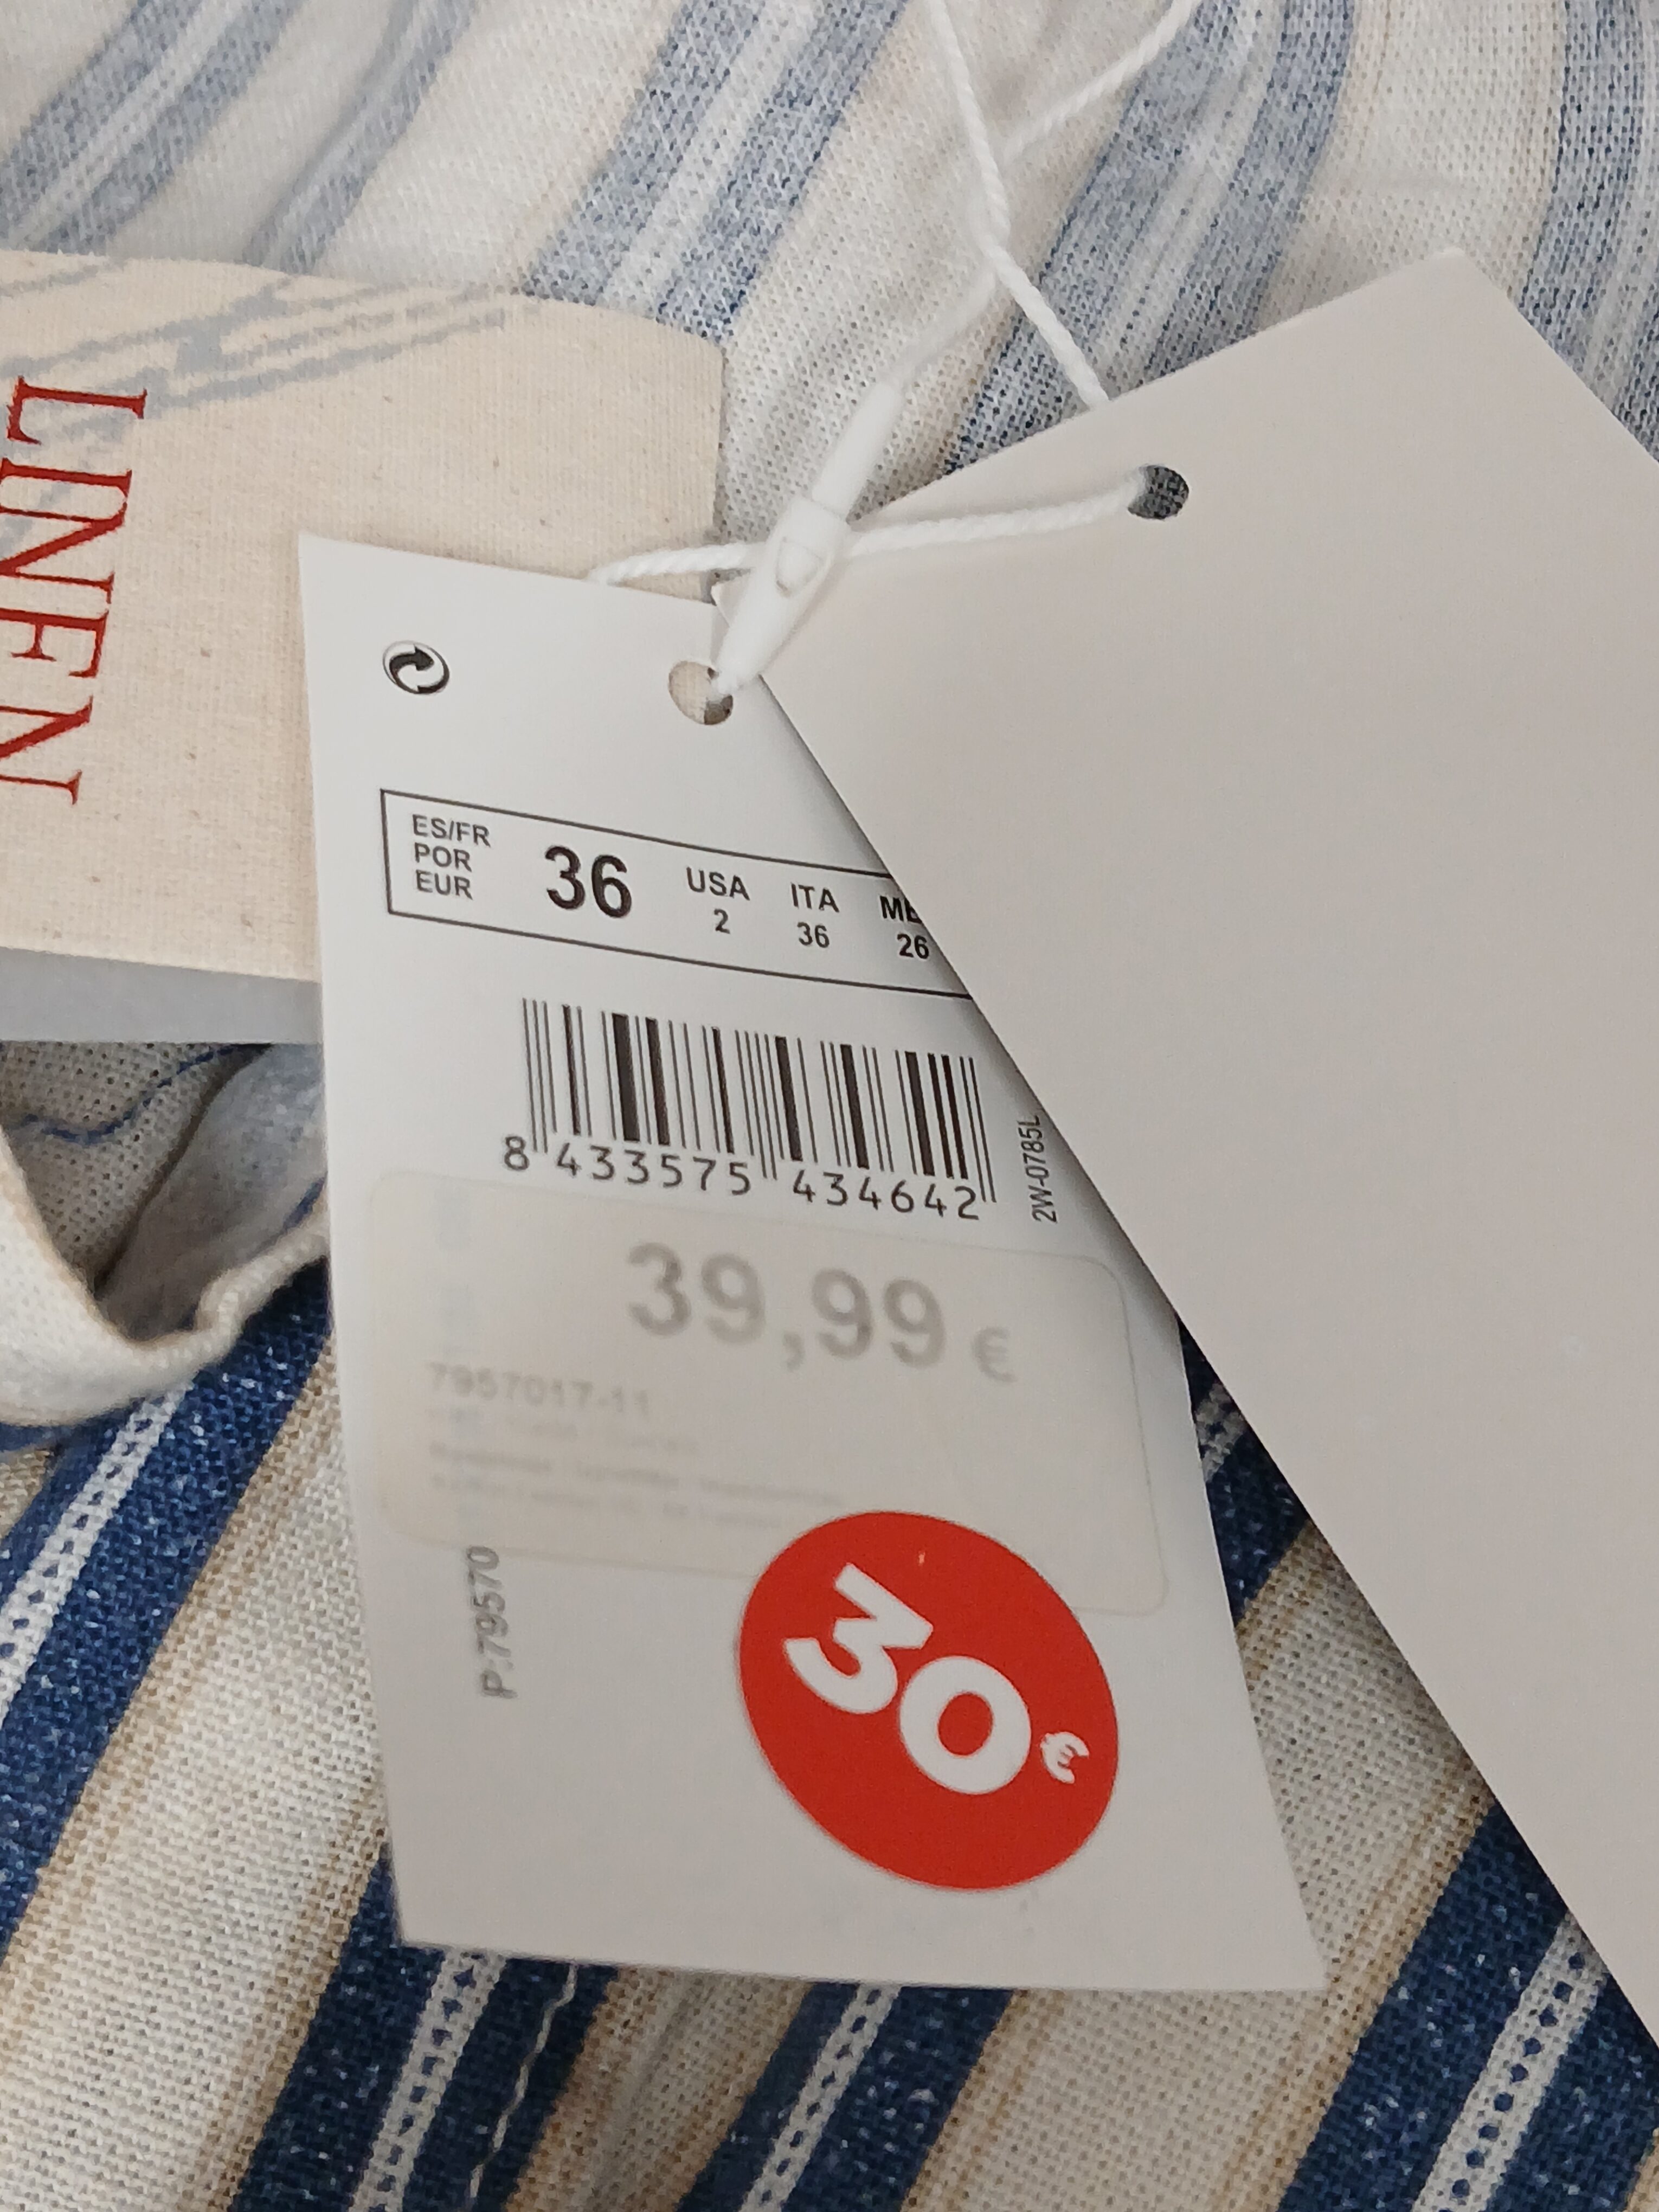 LINEN
ES/FR
POR
EUR
36
USA
2
ITA
36
26
8 433575 434642
2W-0785L
39,99 €
7957017-11
P.79570
30€